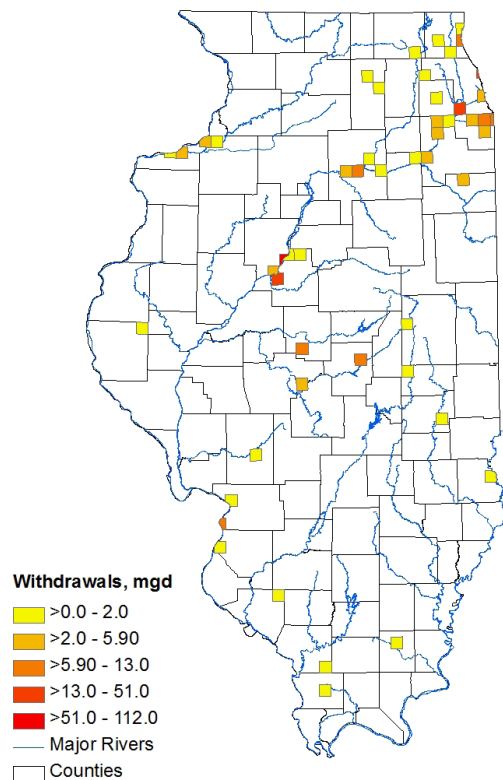 Withdrawals, mgd
>0.0 - 2.0
>2.0 - 5.90
>5.90 - 13.0
>13.0 - 51.0
>51.0 - 112.0
Major Rivers
Counties